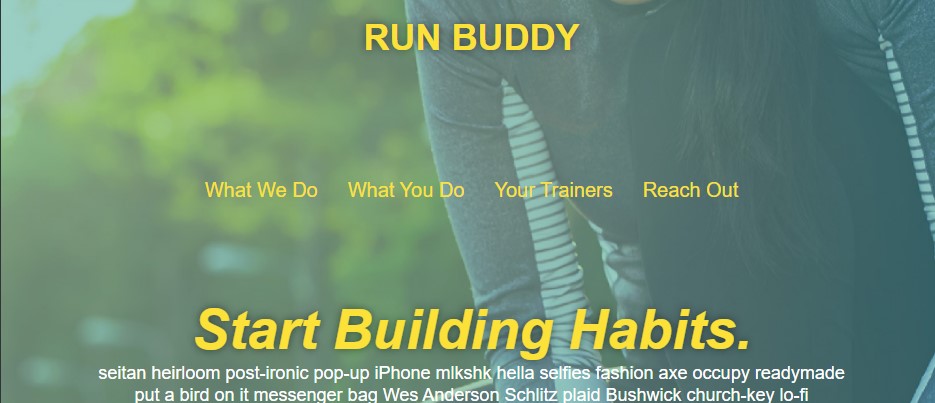 RUN BUDDY
What We Do What You Do Your Trainers Reach Out
Start Building Habits.
seitan heirloom post-ironic pop-up iPhone mlkshk hella selfies fashion axe occupy readymade
put a bird on it messenger bag Wes Anderson Schlitz plaid Bushwick church-key lo-fi